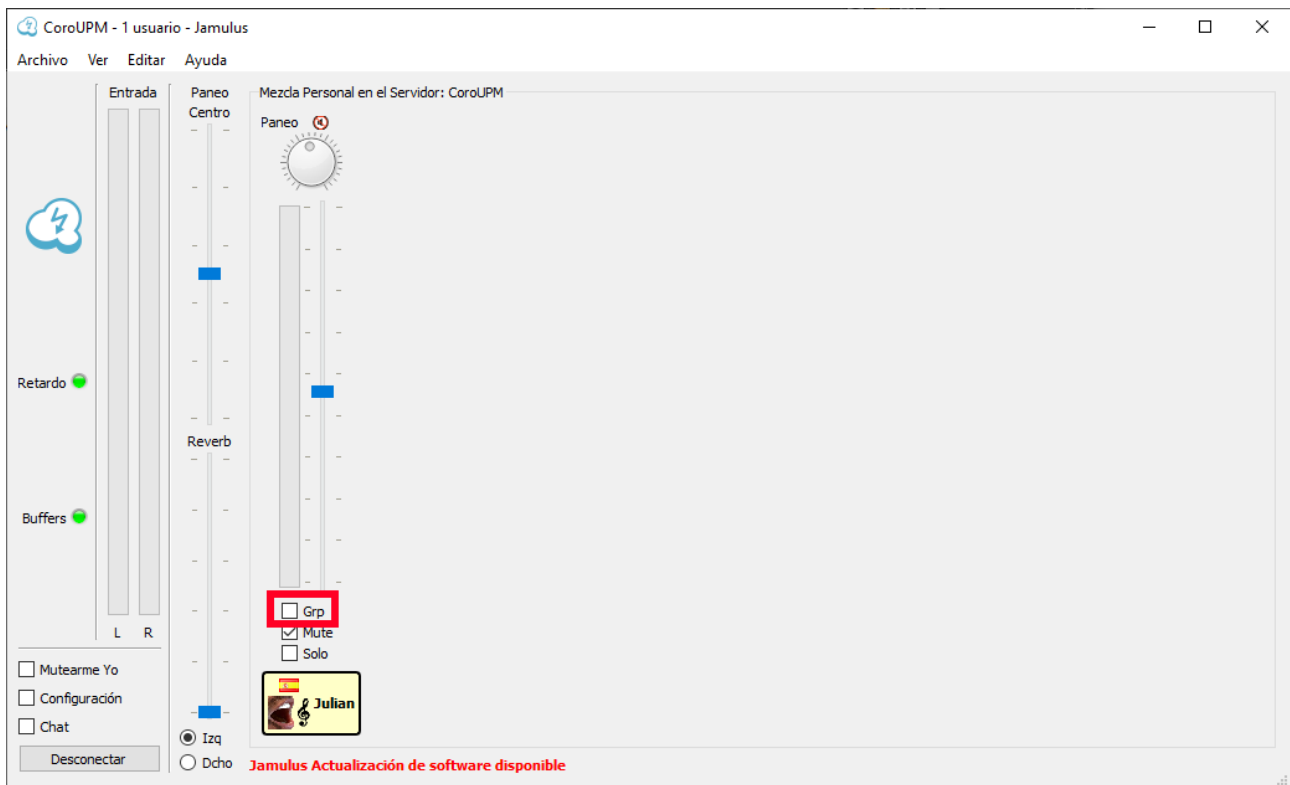 CoroUPM - 1 usuario - Jamulus
Archivo Ver Editar Ayuda
Entrada
L R
Retardo
Buffers
Mutearme Yo
Configuración
Chat
Desconectar
Paneo
Centro
Reverb
Izq
Dcho
Mezcla Personal en el Servidor: CoroUPM
Paneo
Grp
Mute
Solo
Julian
Jamulus Actualización de software disponible